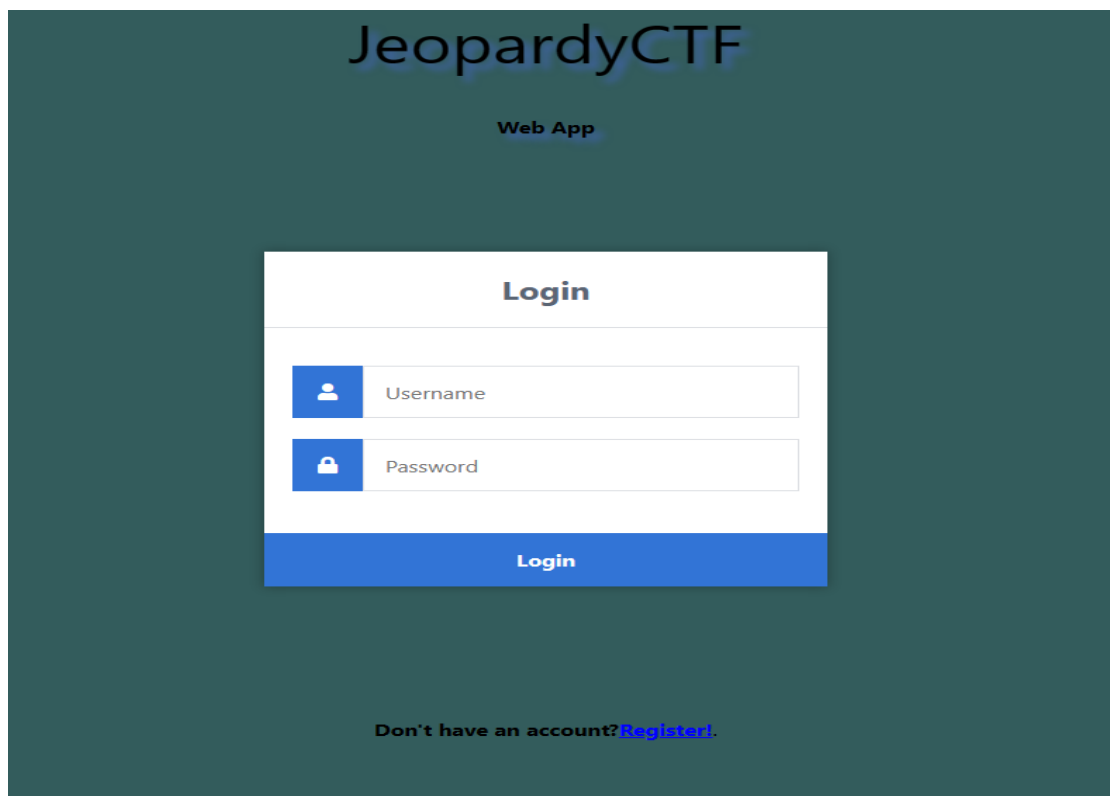 JeopardyCTF
Web App
Login
Username
Password
Login
Don't have an account?Register!.